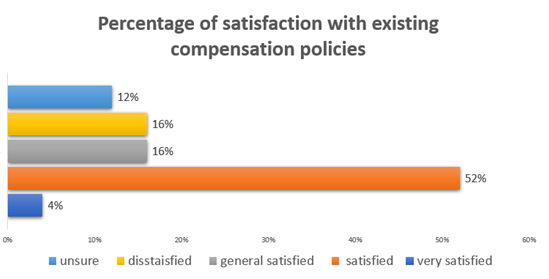 Percentage of satisfaction with existing
compensation policies
12%
16%
16%
52%
4%
0% 10% 20% 30% 40% 50% 60%
unsure disstaisfied general satisfied satisfied very satisfied